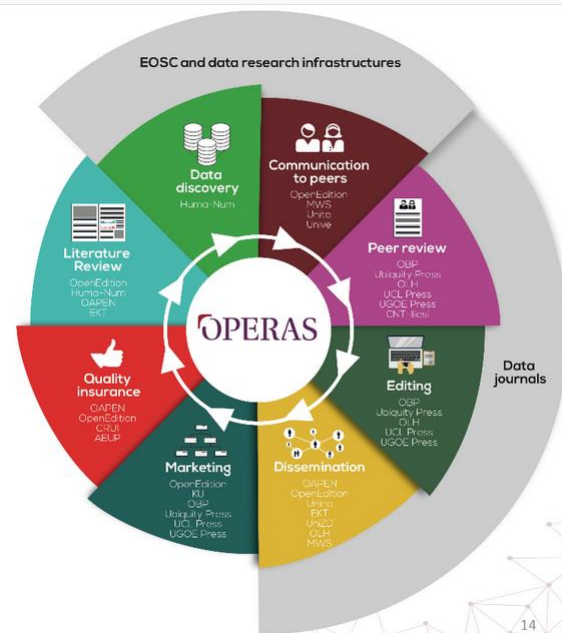 EOSC and data research infrastructures
Data
discovery
Huma-Num
Communication
to peers
OpenEdition
MWS
Unito
Unive
Peer review
OBP
Ubiquity Press
OLH
UCL Press
UGOE Press
CNT-Iliesi
Editing
OBP
Ubiquity Press
OLH
UCL Press
UGOE Press
Data
journals
Dissemination
OAPEN
OpenEdition
EKT
UniZD
OLH
MWS
Marketing
OpenEdition
KU
OBP
Ubiquity Press
UCL Press
UGOE Press
Quality
insurance
OAPEN
OpenEdition
CRUI
AEUP
Literature
Review
OpenEdition
Huma-Num
OAPEN
EKT
OPERAS
14